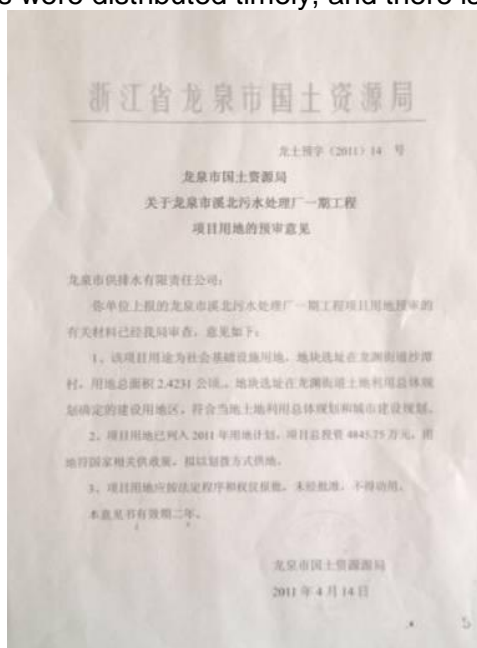 s were distributed timely, and there is
浙江省龙泉市国土资源局
龙土预字（2011）14 号
龙泉市国土资源局
关于龙泉市溪北污水处理厂一期工程
项目用地的预审意见
龙泉市供排水有限责任公司：
你单位上报的龙泉市溪北污水处理厂一期工程项目用地预审的
有关材料已经我局审查，意见如下：
1、该项目用途为社会基础设施用地，地块选址在龙渊街道纱潭
村，用地总面积 2.4231 公顷。地块选址在龙渊街道土地利用总体规
划确定的建设用地区，符合当地土地利用总体规划和城市建设规划。
2、项目用地已列入 2011 年用地计划，项目总投资 4845.75 万元，用
地符国家相关供政策，拟以划拨方式供地。
3、项目用地应按法定程序和权仅报批，未经批准，不得动用。
本意见书有效期二年。
龙泉市国土资源局
2011 年 4 月 14 日
5